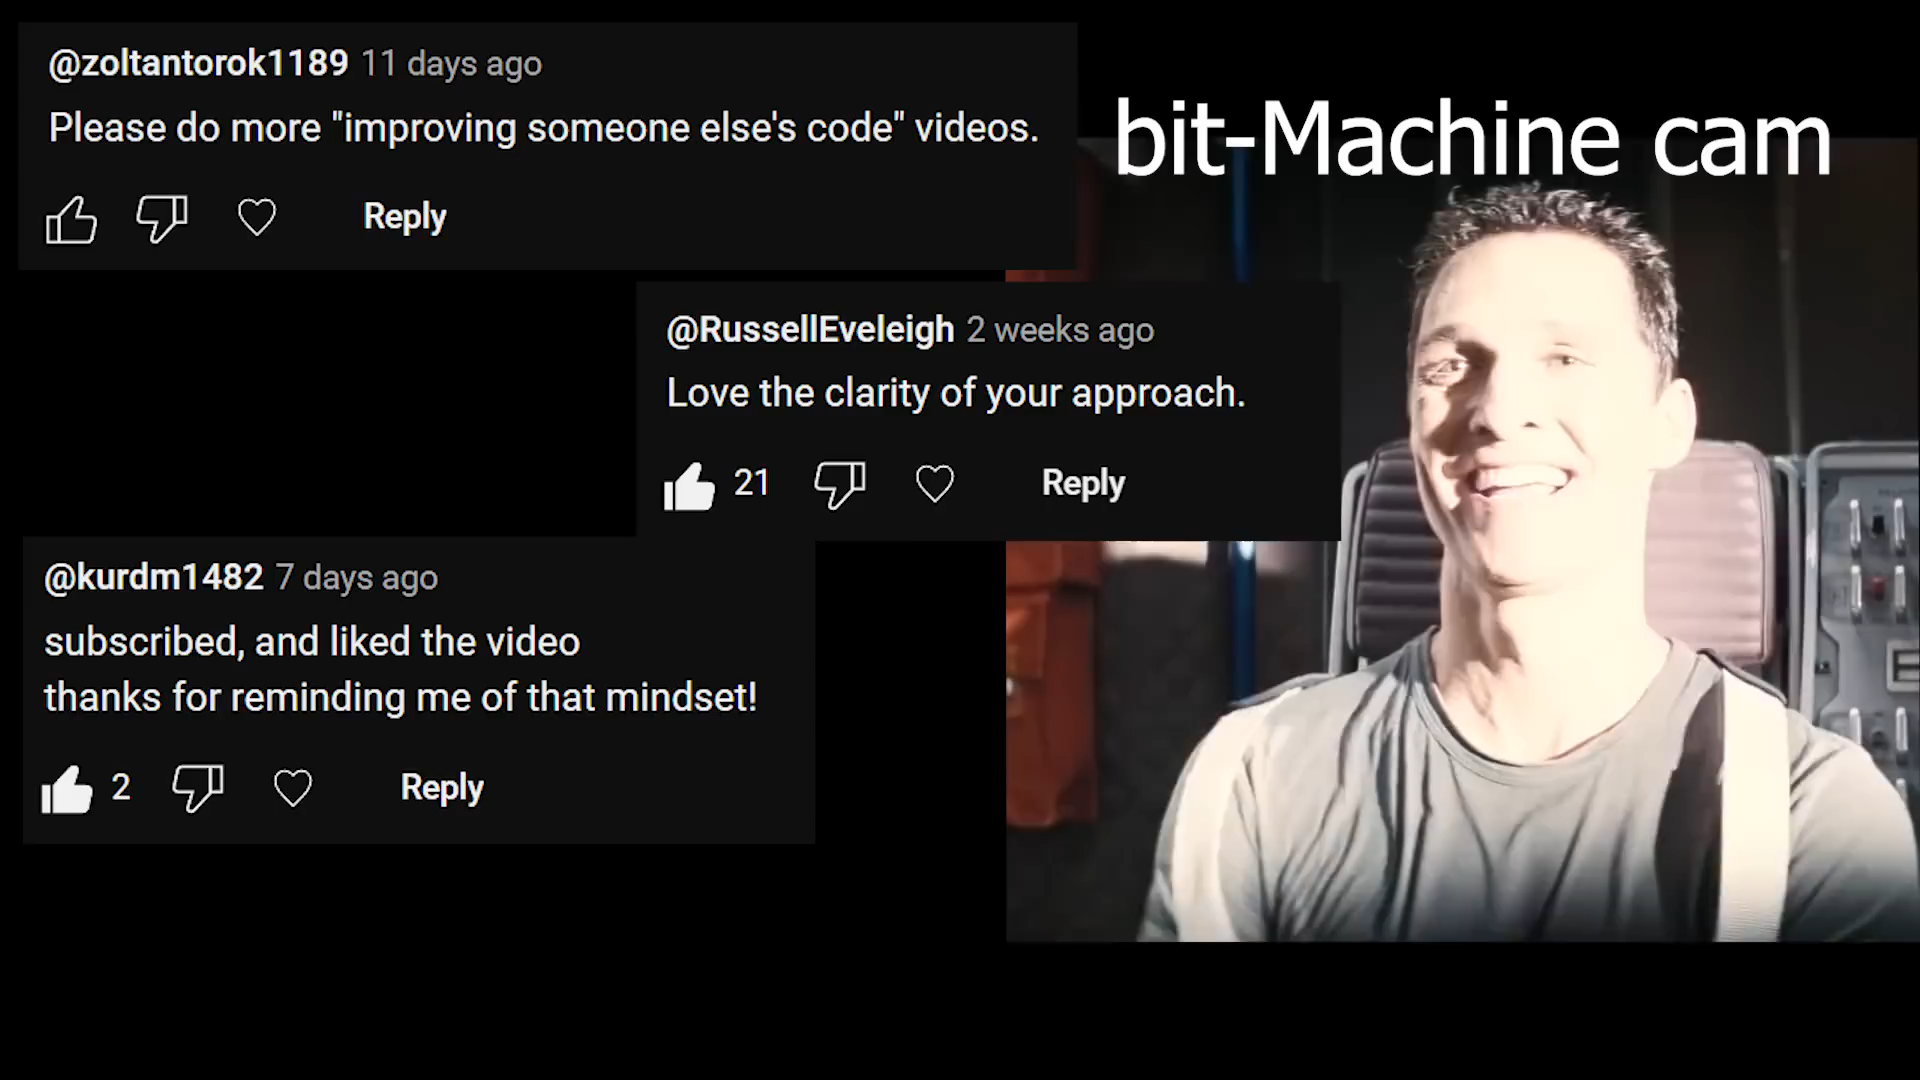 @zoltantorok1189 11 days ago
Please do more "improving someone else's code" videos.
Reply
bit-Machine cam
@RussellEveleigh 2 weeks ago
Love the clarity of your approach.
21
Reply
@kurdm1482 7 days ago
subscribed, and liked the video
thanks for reminding me of that mindset!
2
Reply